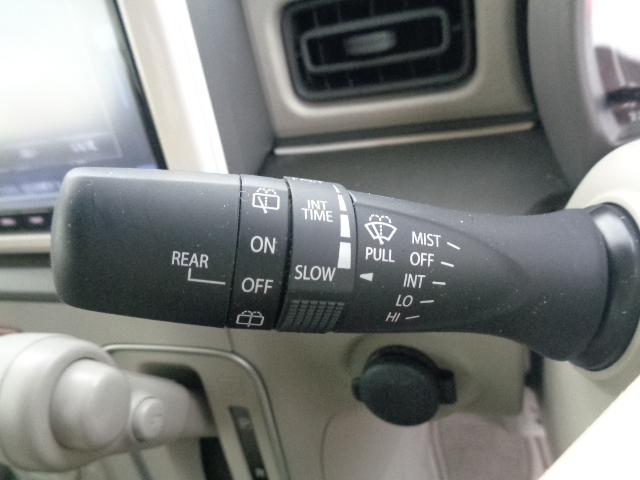 REAR
ON
OFF
INT
TIME
SLOW
PULL
MIST
OFF
INT
LO
HI